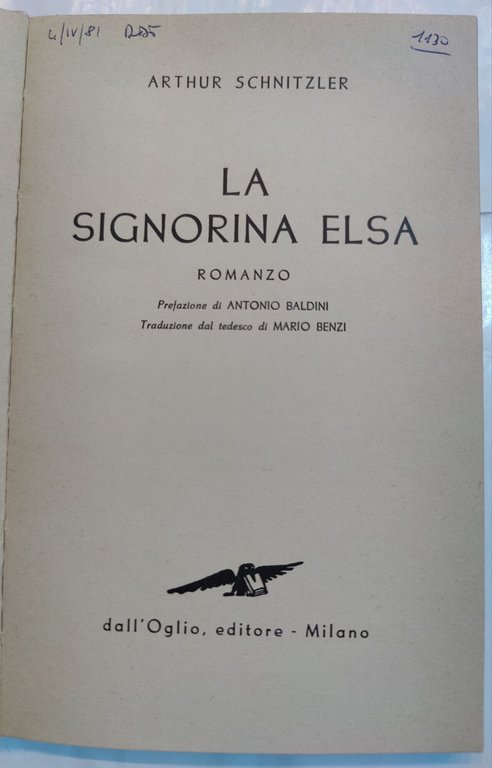 4/IV/81
1130
ARTHUR SCHNITZLER
LA
SIGNORINA ELSA
ROMANZO
Prefazione di ANTONIO BALDINI
Traduzione dal tedesco di MARIO BENZI
dall'Oglio, editore - Milano